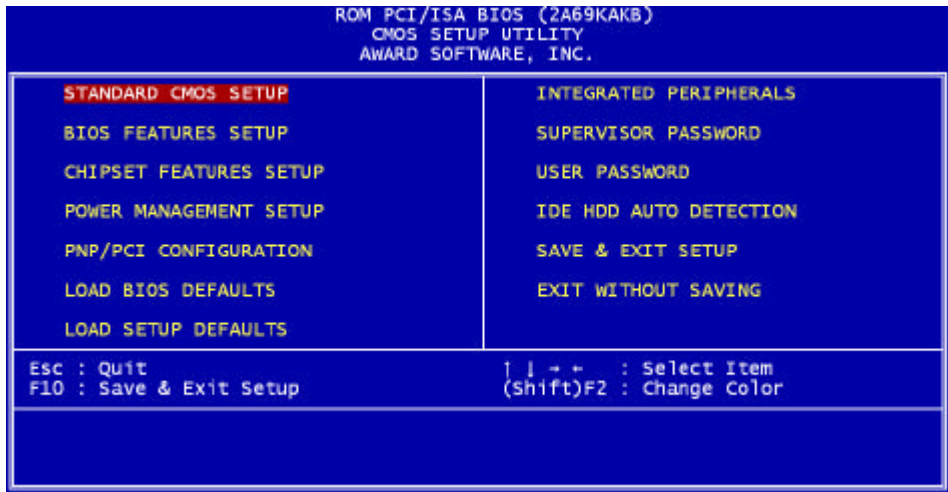 ROM PCI/ISA BIOS (2A69KAKB)
CMOS SETUP UTILITY
AWARD SOFTWARE, INC.
STANDARD CMOS SETUP
BIOS FEATURES SETUP
CHIPSET FEATURES SETUP
POWER MANAGEMENT SETUP
PNP/PCI CONFIGURATION
LOAD BIOS DEFAULTS
LOAD SETUP DEFAULTS
INTEGRATED PERIPHERALS
SUPERVISOR PASSWORD
USER PASSWORD
IDE HDD AUTO DETECTION
SAVE & EXIT SETUP
EXIT WITHOUT SAVING
Esc : Quit
F10 : Save & Exit Setup
↑ ↓ → ← : Select Item
(Shift)F2 : Change Color